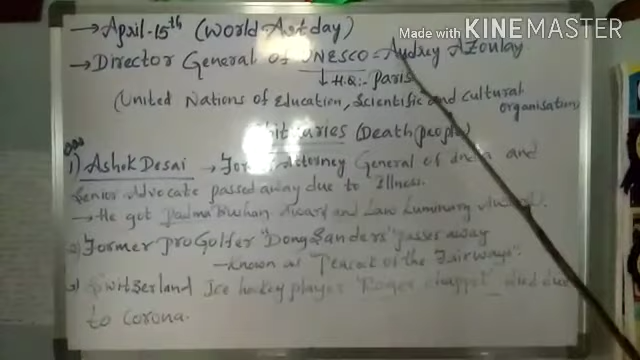 Made with KINEMASTER
→ April-15th (World Art day)
→ Director General of UNESCO - Audrey Azoulay
↓ H.Q:- Paris
(United Nations of Education, Scientific and Cultural
organisation
Obituaries (Death people)
1) Ashok Desai → Former Attorney General of India and
Senior Advocate passed away due to Illness.
→ He got Padma Bhushan Award and Law Luminary Award.
2) Former Pro Golfer "Doug Sanders" passes away
- known as "Peacock of the Fairways".
3) Switzerland Ice hockey player "Roger Chappot" died due
to Corona.